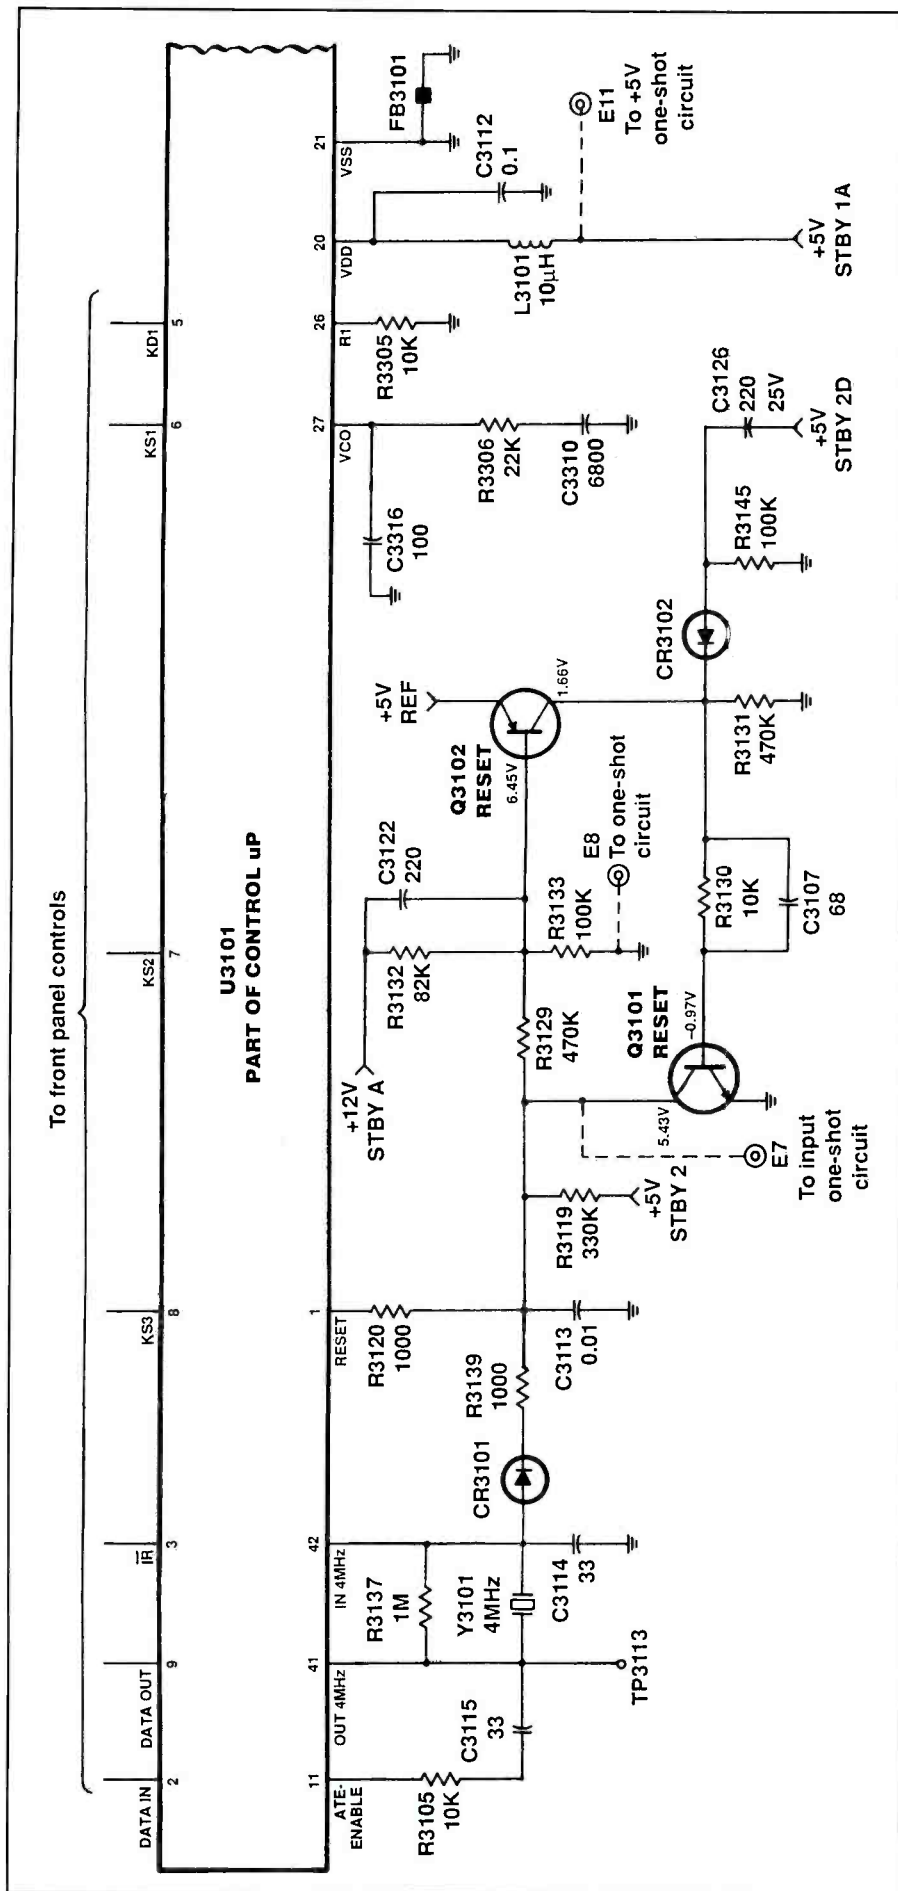 To front panel controls
DATA IN
DATA OUT
IR
KS3
KS2
KS1
KD1
2
9
3
8
7
6
5
U3101
PART OF CONTROL uP
11
41
42
1
27
26
20
21
ATE-
ENABLE
OUT 4MHz
IN 4MHz
RESET
VCO
R1
VDD
VSS
FB3101
C3112
0.1
E11
To +5V
one-shot
circuit
L3101
10µH
+5V
STBY 1A
R3305
10K
R3306
22K
C3310
6800
C3316
100
C3126
220
25V
+5V
STBY 2D
R3145
100K
CR3102
+5V
REF
Q3102
RESET
6.45V
1.66V
R3131
470K
C3122
220
R3132
82K
+12V
STBY A
R3133
100K
E8
To one-shot
circuit
R3129
470K
R3130
10K
C3107
68
Q3101
RESET
-0.97V
5.43V
E7
To input
one-shot
circuit
R3119
330K
+5V
STBY 2
R3120
1000
C3113
0.01
R3139
1000
CR3101
R3137
1M
Y3101
4MHz
C3114
33
TP3113
C3115
33
R3105
10K